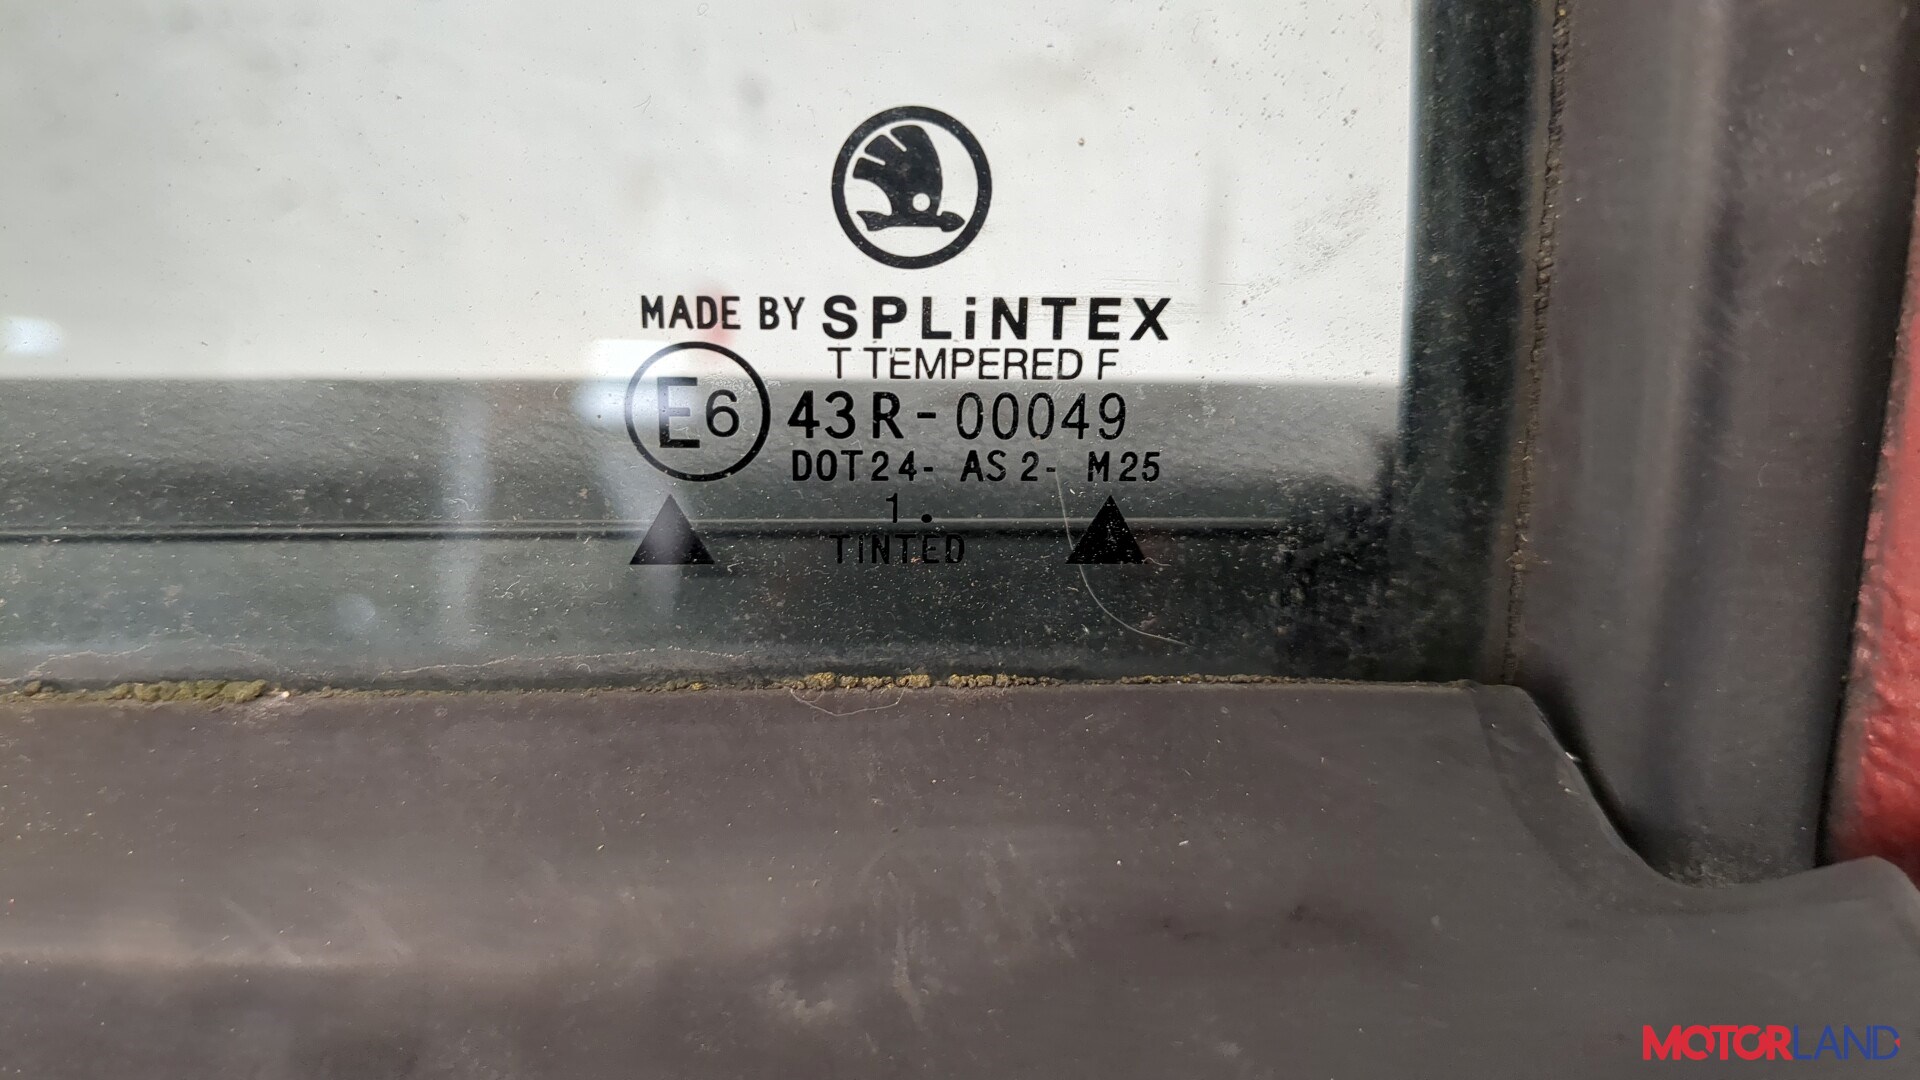 MADE BY SPLiNTEX
T TEMPERED F
E6 43R-00049
DOT24- AS2- M25
1.
TiNTED
MOTORLAND